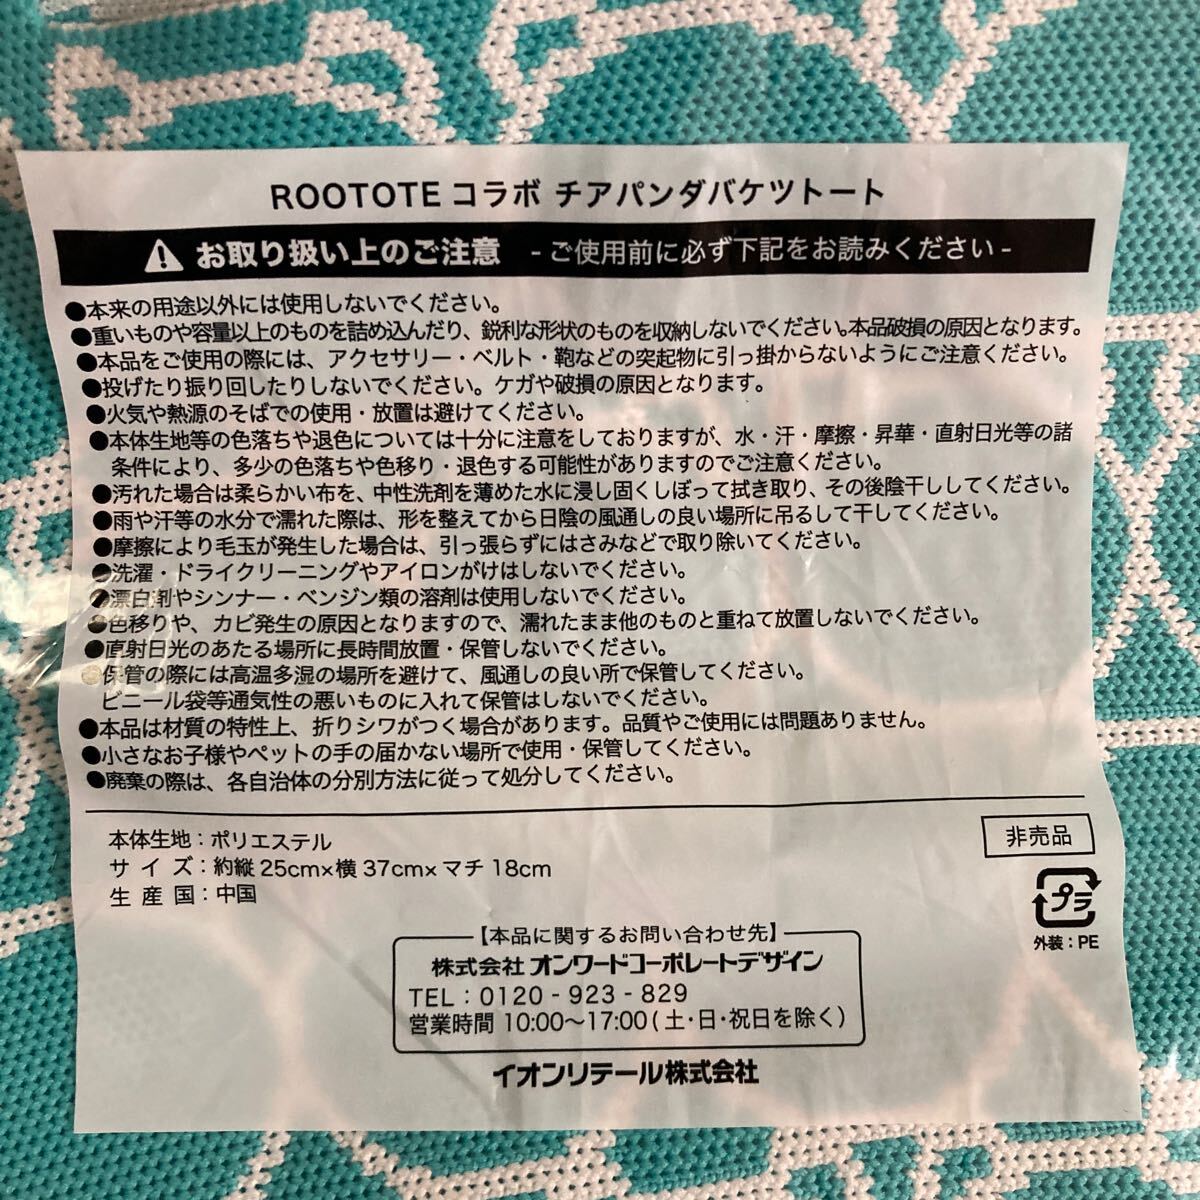 ROOTOTE コラボ チアパンダバケツトート
お取り扱い上のご注意 - ご使用前に必ず下記をお読みください -
●本来の用途以外には使用しないでください。
●重いものや容量以上のものを詰め込んだり、鋭利な形状のものを収納しないでください。本品破損の原因となります。
●本品をご使用の際には、アクセサリー・ベルト・鞄などの突起物に引っ掛からないようにご注意ください。
●投げたり振り回したりしないでください。ケガや破損の原因となります。
●火気や熱源のそばでの使用・放置は避けてください。
●本体生地等の色落ちや退色については十分に注意をしておりますが、水・汗・摩擦・昇華・直射日光等の諸
条件により、多少の色落ちや色移り・退色する可能性がありますのでご注意ください。
●汚れた場合は柔らかい布を、中性洗剤を薄めた水に浸し固くしぼって拭き取り、その後陰干ししてください。
●雨や汗等の水分で濡れた際は、形を整えてから日陰の風通しの良い場所に吊るして干してください。
●摩擦により毛玉が発生した場合は、引っ張らずにはさみなどで取り除いてください。
●洗濯・ドライクリーニングやアイロンがけはしないでください。
●漂白剤やシンナー・ベンジン類の溶剤は使用しないでください。
●色移りや、カビ発生の原因となりますので、濡れたまま他のものと重ねて放置しないでください。
●直射日光のあたる場所に長時間放置・保管しないでください。
●保管の際には高温多湿の場所を避けて、風通しの良い所で保管してください。
ビニール袋等通気性の悪いものに入れて保管はしないでください。
●本品は材質の特性上、折りシワがつく場合があります。品質やご使用には問題ありません。
●小さなお子様やペットの手の届かない場所で使用・保管してください。
●廃棄の際は、各自治体の分別方法に従って処分してください。
本体生地：ポリエステル
サイズ：約縦25cm×横37cm×マチ18cm
生産国：中国
非売品
プラ
外装：PE
【本品に関するお問い合わせ先】
株式会社 オンワードコーポレートデザイン
TEL：0120 - 923 - 829
営業時間 10:00～17:00（土・日・祝日を除く）
イオンリテール株式会社